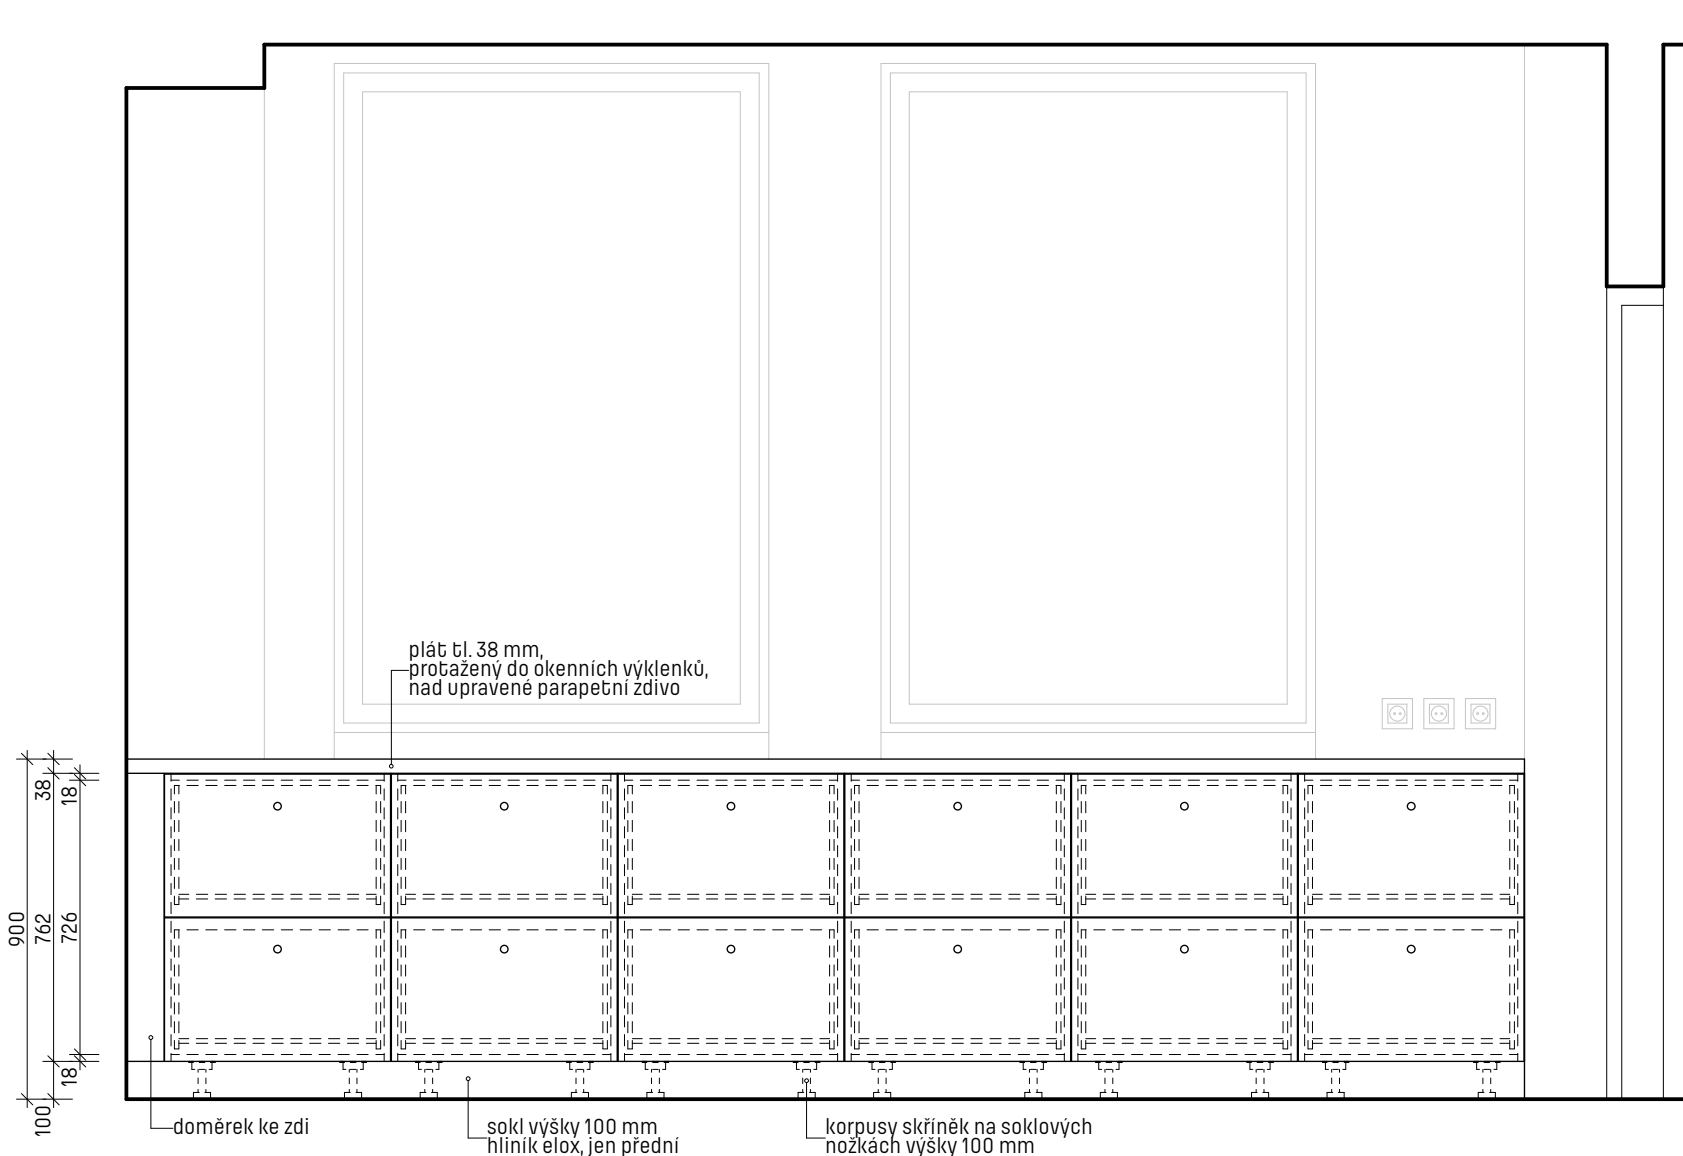 plát tl. 38 mm,
protažený do okenních výklenků,
nad upravené parapetní zdivo
900
38
762
100
18
726
18
doměrek ke zdi
sokl výšky 100 mm
hliník elox, jen přední
korpusy skříněk na soklových
nožkách výšky 100 mm